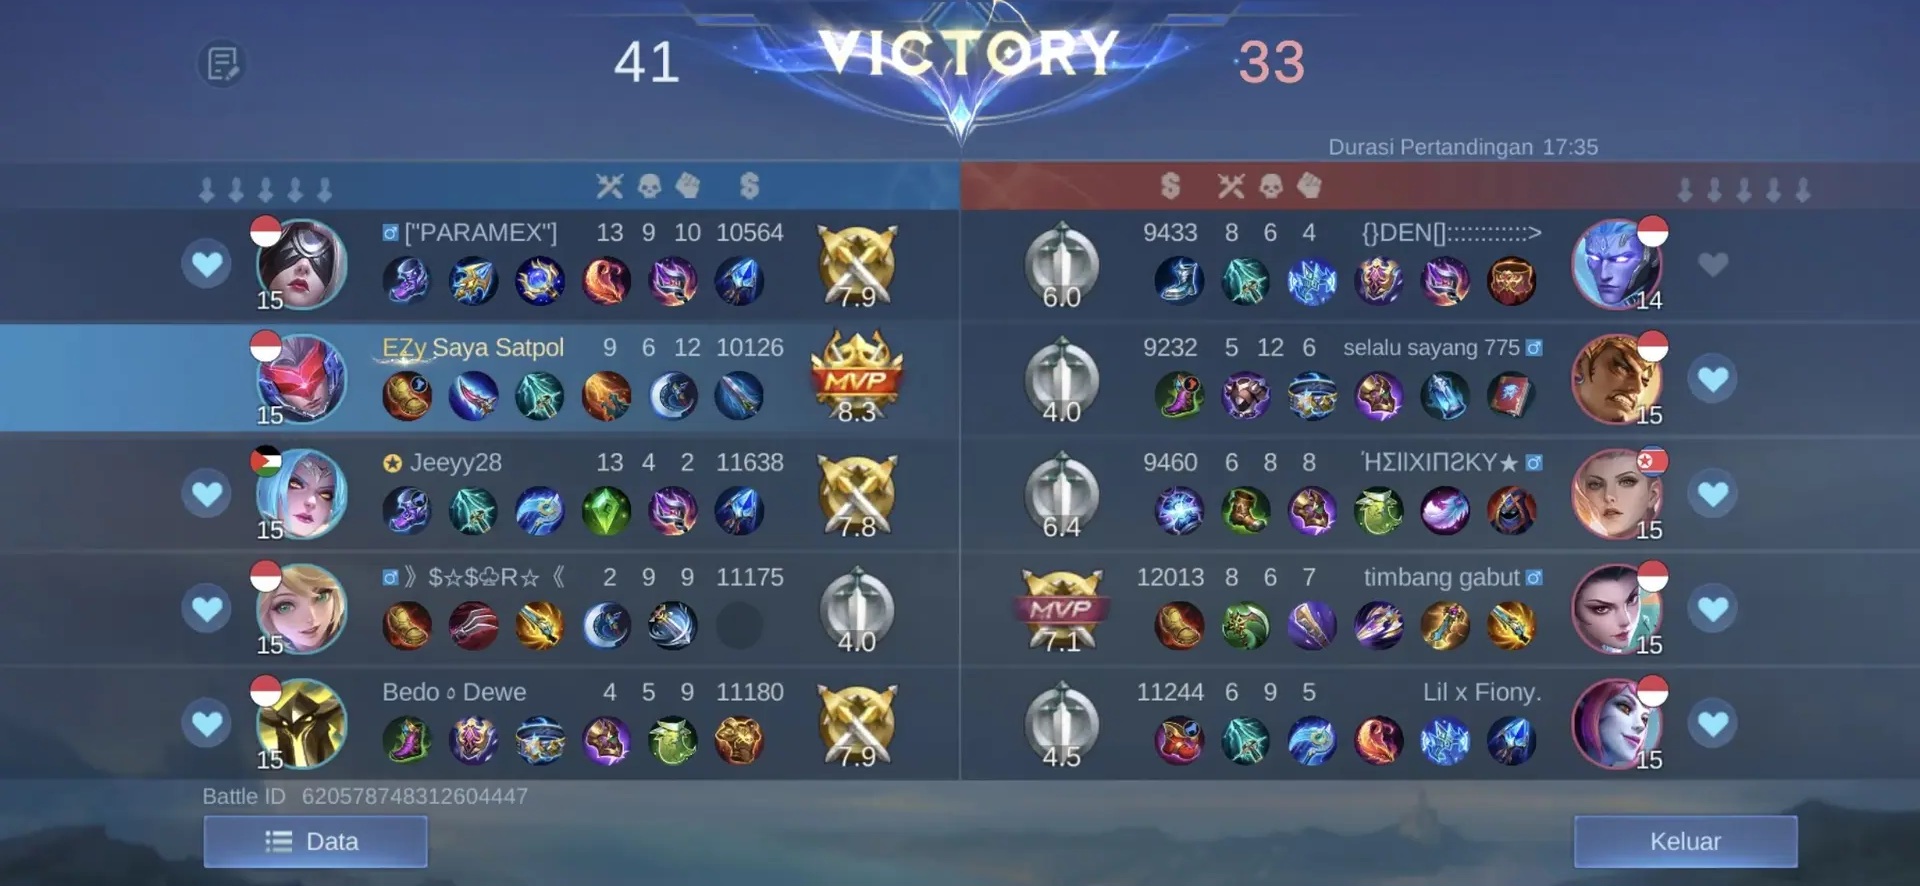 41 VICTORY 33
Durasi Pertandingan 17:35
["PARAMEX"] 13 9 10 10564
15 7.9
6.0 9433 8 6 4 {}DEN[]::::::::::::>
14
EZy Saya Satpol 9 6 12 10126
15 MVP 8.3
4.0 9232 5 12 6 selalu sayang 775
15
Jeeyy28 13 4 2 11638
15 7.8
6.4 9460 6 8 8 ΉΣllXIПƧKY★
15
》$☆$♧R☆《 2 9 9 11175
15 4.0
MVP 7.1 12013 8 6 7 timbang gabut
15
Bedo ০ Dewe 4 5 9 11180
15 7.9
4.5 11244 6 9 5 Lil x Fiony.
15
Battle ID 620578748312604447
Data
Keluar